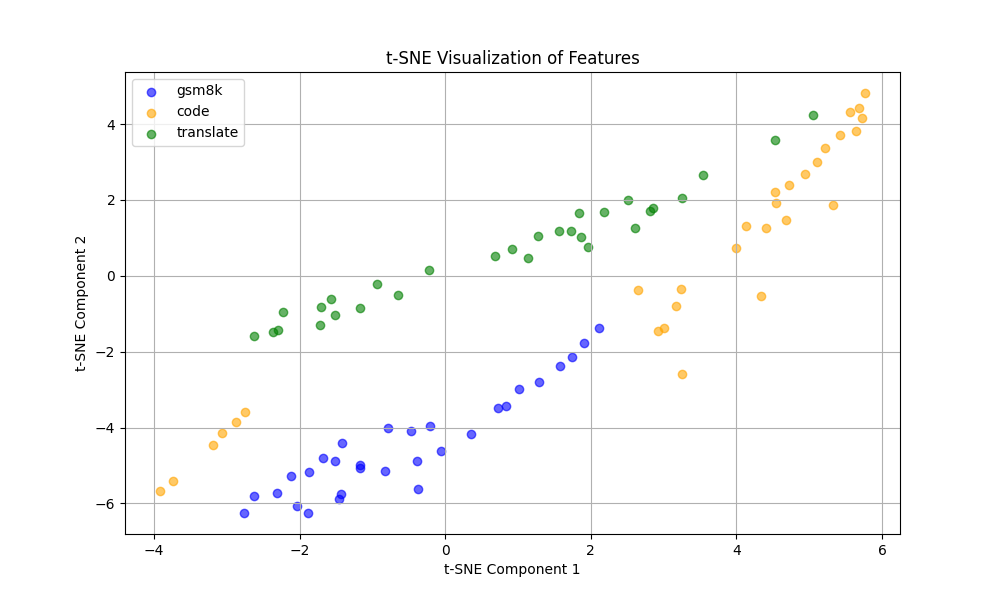 t-SNE Visualization of Features
gsm8k
code
translate
4
2
0
−2
−4
−6
t-SNE Component 2
−4
−2
0
2
4
6
t-SNE Component 1